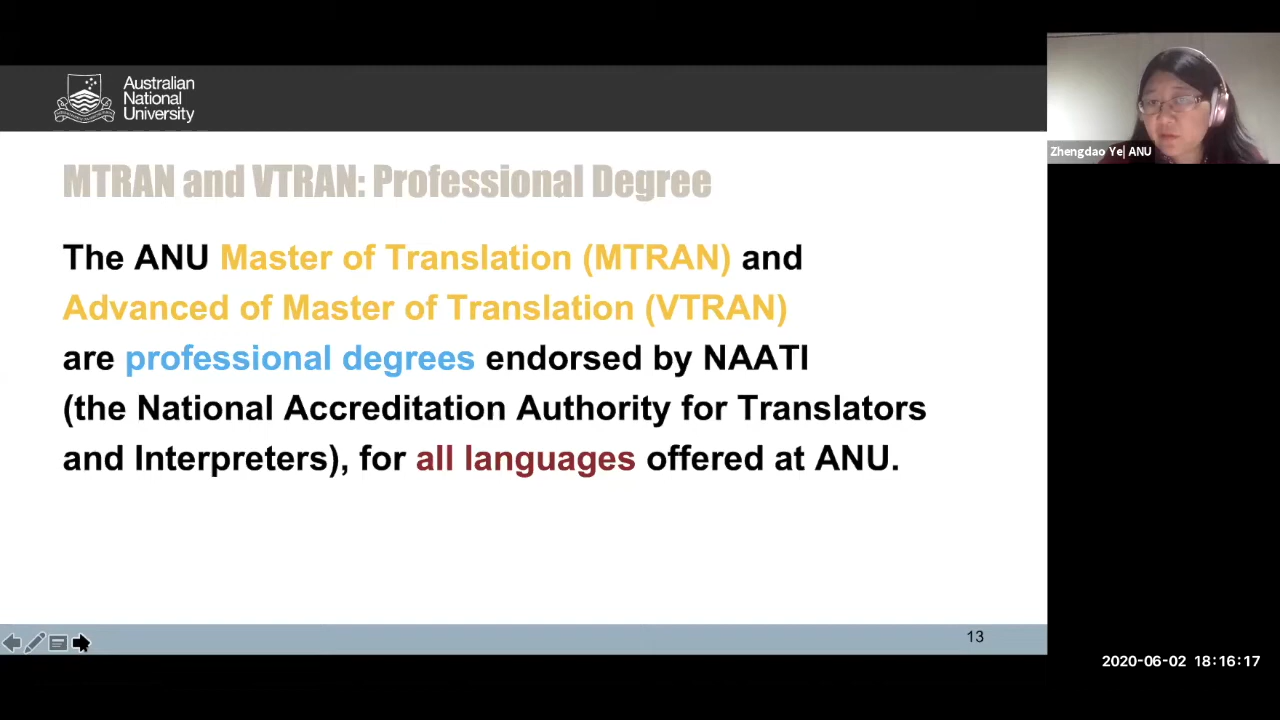 Australian
National
University
Zhengdao Ye| ANU
MTRAN and VTRAN: Professional Degree
The ANU Master of Translation (MTRAN) and
Advanced of Master of Translation (VTRAN)
are professional degrees endorsed by NAATI
(the National Accreditation Authority for Translators
and Interpreters), for all languages offered at ANU.
13
2020-06-02 18:16:17